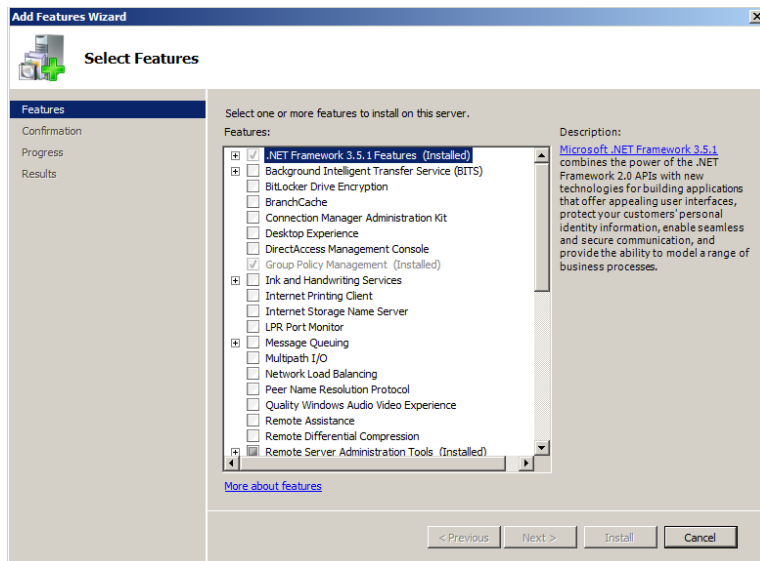 Add Features Wizard
Select Features
Features
Confirmation
Progress
Results
Select one or more features to install on this server.
Features:
.NET Framework 3.5.1 Features (Installed)
Background Intelligent Transfer Service (BITS)
BitLocker Drive Encryption
BranchCache
Connection Manager Administration Kit
Desktop Experience
DirectAccess Management Console
Group Policy Management (Installed)
Ink and Handwriting Services
Internet Printing Client
Internet Storage Name Server
LPR Port Monitor
Message Queuing
Multipath I/O
Network Load Balancing
Peer Name Resolution Protocol
Quality Windows Audio Video Experience
Remote Assistance
Remote Differential Compression
Remote Server Administration Tools (Installed)
More about features
Description:
Microsoft .NET Framework 3.5.1
combines the power of the .NET
Framework 2.0 APIs with new
technologies for building applications
that offer appealing user interfaces,
protect your customers' personal
identity information, enable seamless
and secure communication, and
provide the ability to model a range of
business processes.
< Previous
Next >
Install
Cancel